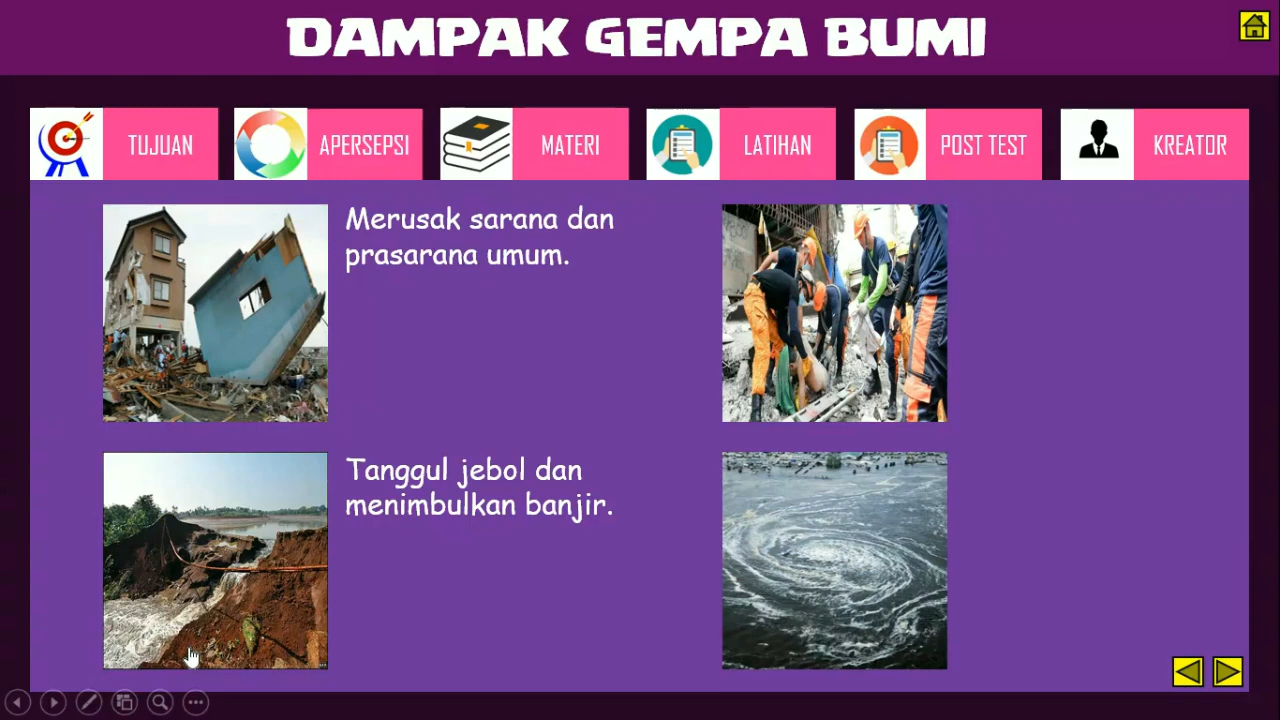 DAMPAK GEMPA BUMI
TUJUAN
APERSEPSI
MATERI
LATIHAN
POST TEST
KREATOR
Merusak sarana dan
prasarana umum.
Tanggul jebol dan
menimbulkan banjir.